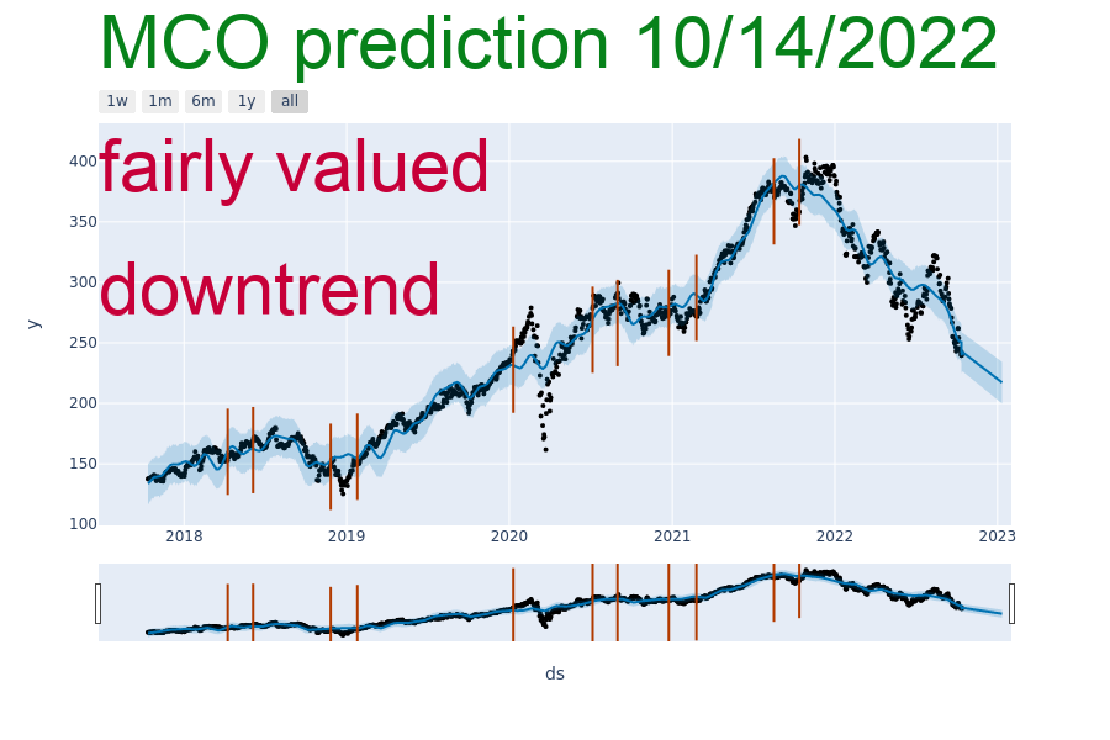 MCO prediction 10/14/2022
1w 1m 6m 1y all
fairly valued
downtrend
400
350
300
250
200
150
100
y
2018 2019 2020 2021 2022 2023
ds